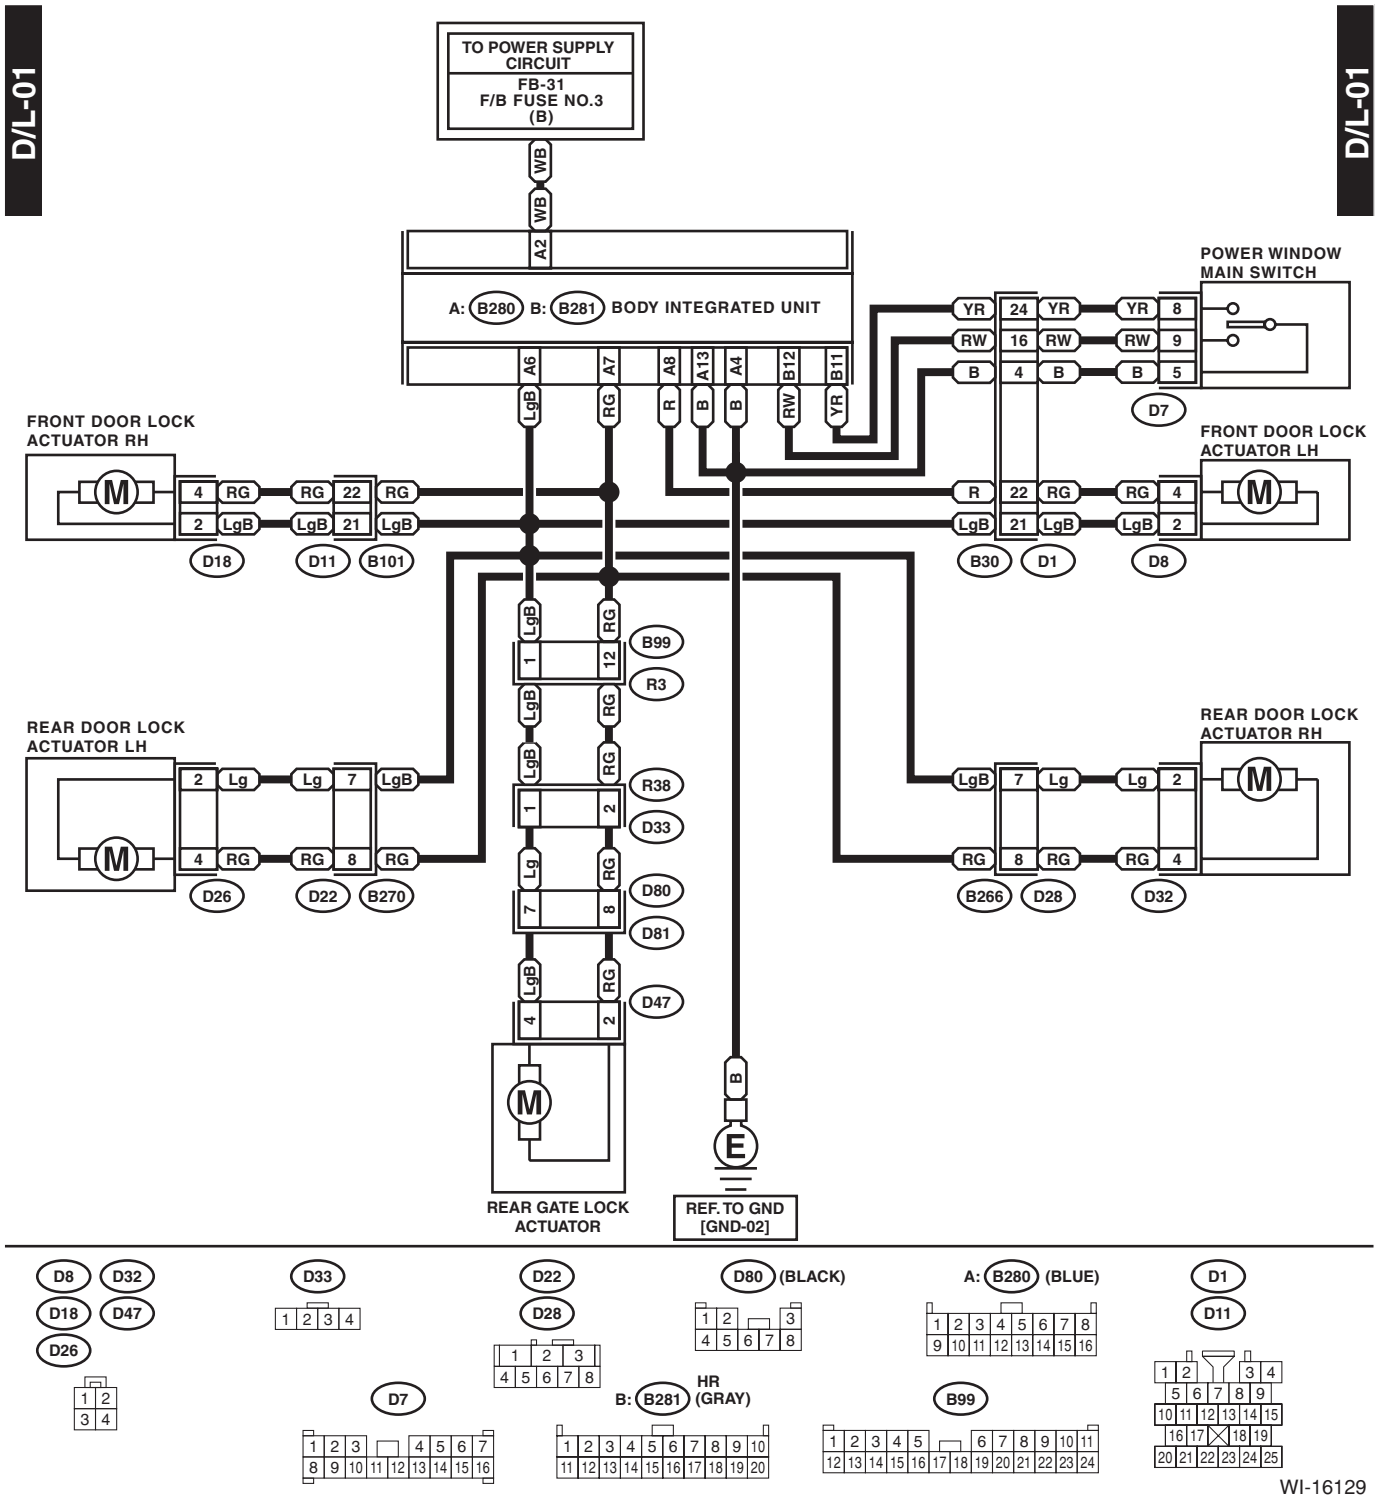 D/L-01
D/L-01
TO POWER SUPPLY
CIRCUIT
FB-31
F/B FUSE NO.3
(B)
WB
WB
A2
A: B280 B: B281 BODY INTEGRATED UNIT
A6 A7 A8 A13 A4 B12 B11
LgB RG R B B RW YR
POWER WINDOW
MAIN SWITCH
YR 24 YR YR 8
RW 16 RW RW 9
B 4 B B 5
D7
FRONT DOOR LOCK
ACTUATOR RH
M
4 RG RG 22 RG
2 LgB LgB 21 LgB
D18 D11 B101
FRONT DOOR LOCK
ACTUATOR LH
R 22 RG RG 4
M
LgB 21 LgB LgB 2
B30 D1 D8
LgB RG
B99
1 12
R3
LgB RG
LgB RG
R38
1 2
D33
Lg RG
D80
7 8
D81
LgB RG
D47
4 2
M
REAR GATE LOCK
ACTUATOR
REAR DOOR LOCK
ACTUATOR LH
2 Lg Lg 7 LgB
M
4 RG RG 8 RG
D26 D22 B270
REAR DOOR LOCK
ACTUATOR RH
LgB 7 Lg Lg 2
M
RG 8 RG RG 4
B266 D28 D32
B
E
REF. TO GND
[GND-02]
D8 D32
D18 D47
D26
1 2
3 4
D33
1 2 3 4
D22
D28
1 2 3
4 5 6 7 8
D80 (BLACK)
1 2 3
4 5 6 7 8
A: B280 (BLUE)
1 2 3 4 5 6 7 8
9 10 11 12 13 14 15 16
D1
D11
1 2 3 4
5 6 7 8 9
10 11 12 13 14 15
16 17 18 19
20 21 22 23 24 25
D7
1 2 3 4 5 6 7
8 9 10 11 12 13 14 15 16
HR
B: B281 (GRAY)
1 2 3 4 5 6 7 8 9 10
11 12 13 14 15 16 17 18 19 20
B99
1 2 3 4 5 6 7 8 9 10 11
12 13 14 15 16 17 18 19 20 21 22 23 24
WI-16129